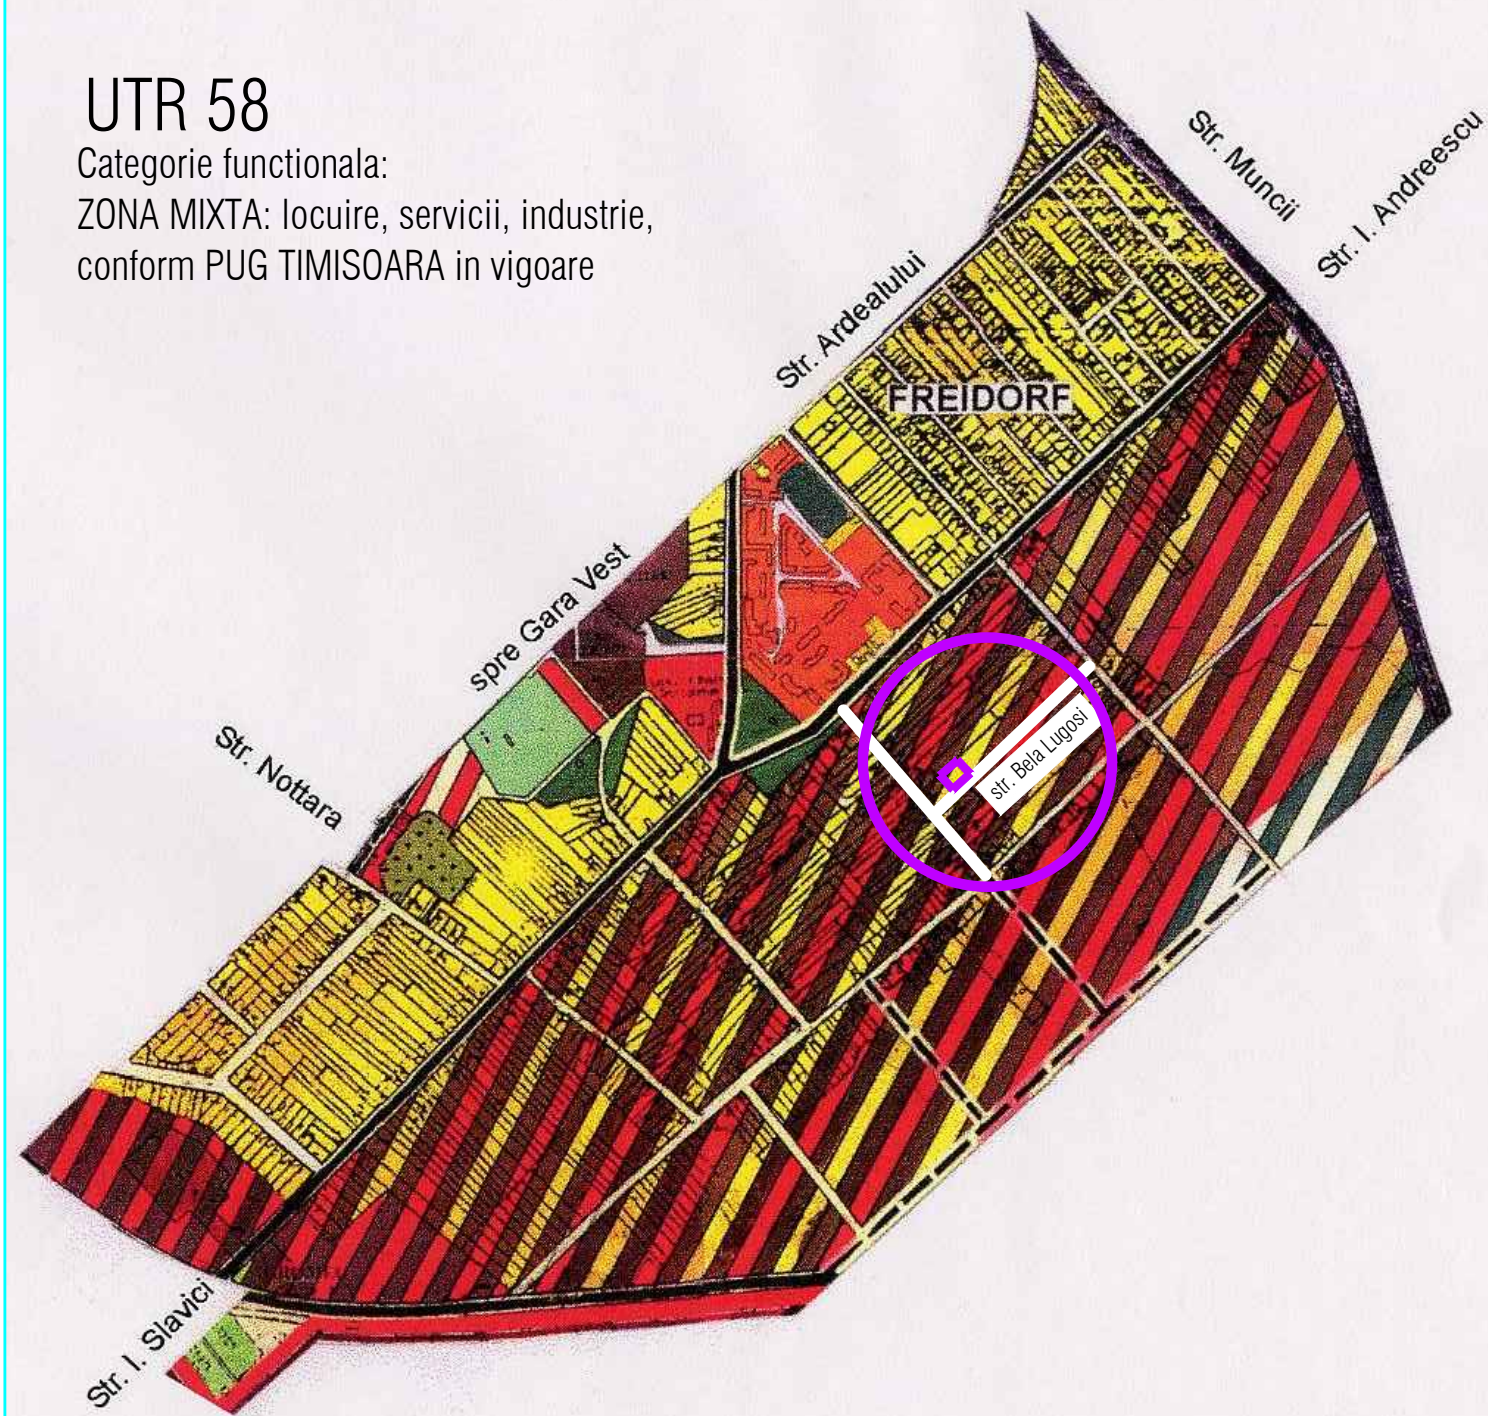 UTR 58
Categorie functionala:
ZONA MIXTA: locuire, servicii, industrie,
conform PUG TIMISOARA in vigoare
Str. Muncii
Str. I. Andreescu
Str. Ardealului
FREIDORF
spre Gara Vest
Str. Nottara
str. Bela Lugosi
Str. I. Slavici